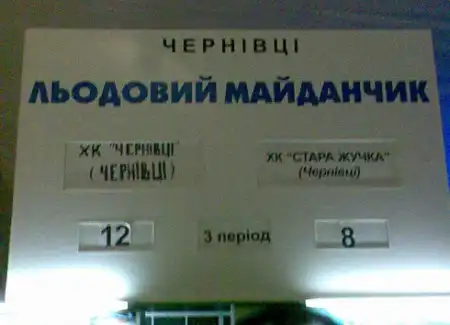 ЧЕРНІВЦІ
ЛЬОДОВИЙ МАЙДАНЧИК
ХК "ЧЕРНІВЦІ"
(ЧЕРНІВЦІ)
ХК "СТАРА ЖУЧКА"
(Чернівці)
12 3 період 8